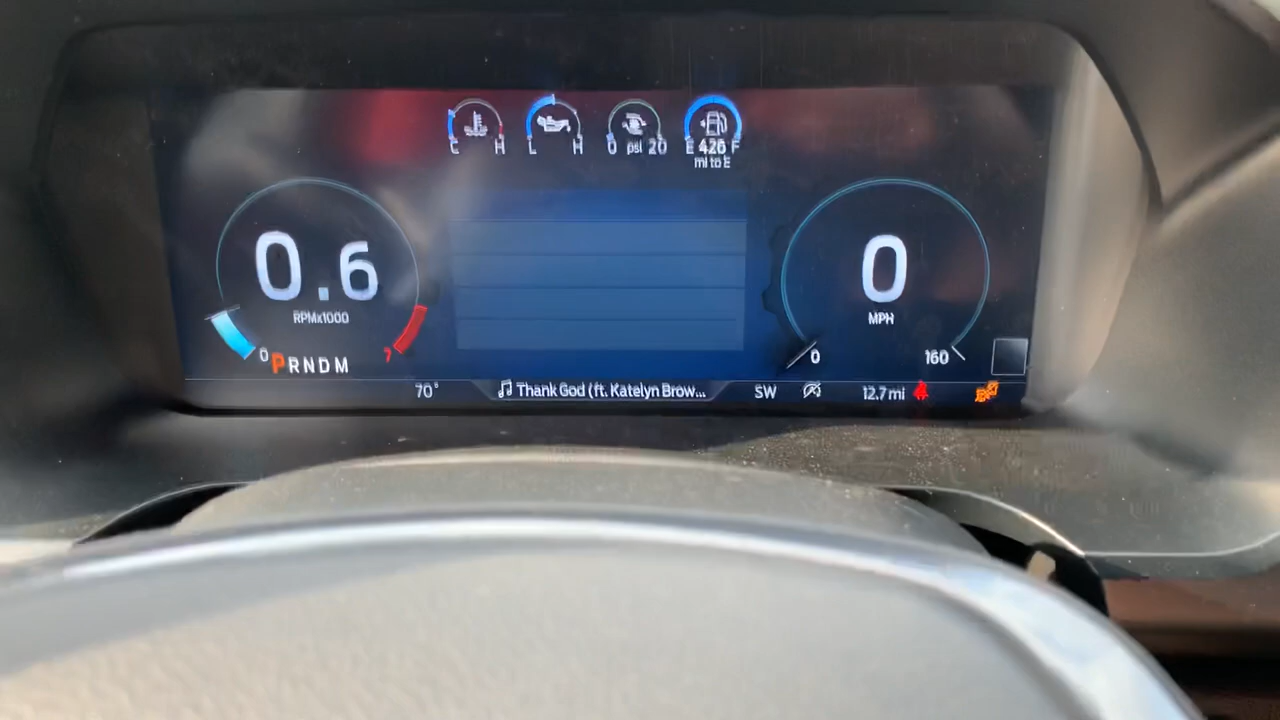 C H
L H
0 psi 20
E 426 F
mi to E
0.6
RPMx1000
0
7
PRNDM
0
MPH
0
160
70°
Thank God (ft. Katelyn Brow...
SW
12.7 mi